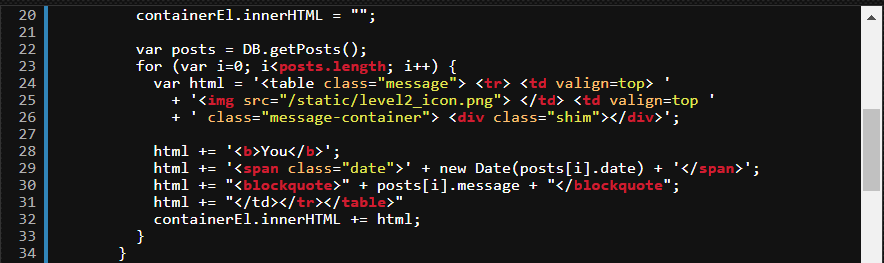 20 containerEl.innerHTML = "";
21
22 var posts = DB.getPosts();
23 for (var i=0; i<posts.length; i++) {
24 var html = '<table class="message"> <tr> <td valign=top> '
25 + '<img src="/static/level2_icon.png"> </td> <td valign=top '
26 + ' class="message-container"> <div class="shim"></div>';
27
28 html += '<b>You</b>';
29 html += '<span class="date">' + new Date(posts[i].date) + '</span>';
30 html += "<blockquote>" + posts[i].message + "</blockquote";
31 html += "</td></tr></table>"
32 containerEl.innerHTML += html;
33 }
34 }